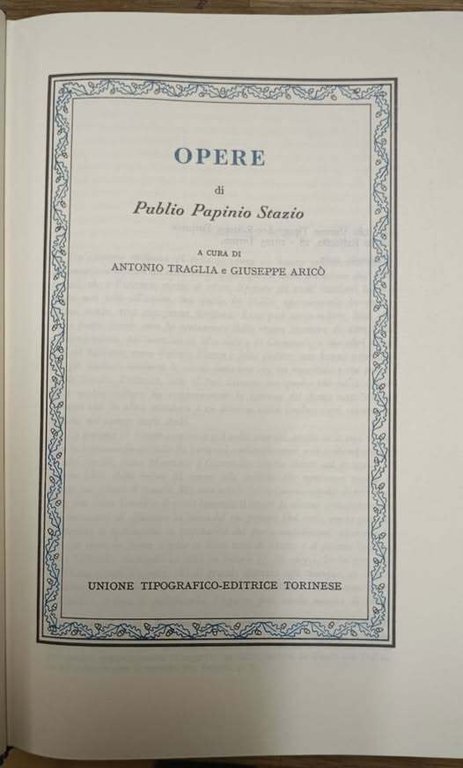 OPERE
di
Publio Papinio Stazio
A CURA DI
ANTONIO TRAGLIA e GIUSEPPE ARICÒ
UNIONE TIPOGRAFICO-EDITRICE TORINESE